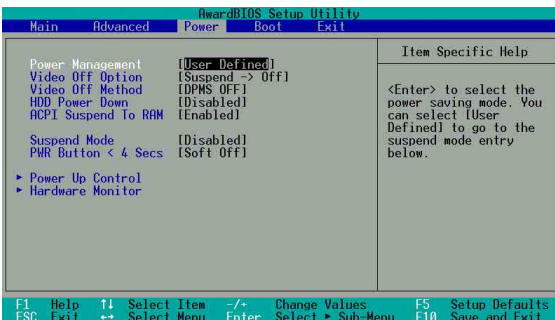 AwardBIOS Setup Utility
Main Advanced Power Boot Exit
Power Management [User Defined]
Video Off Option [Suspend -> Off]
Video Off Method [DPMS OFF]
HDD Power Down [Disabled]
ACPI Suspend To RAM [Enabled]
Suspend Mode [Disabled]
PWR Button < 4 Secs [Soft Off]
▶ Power Up Control
▶ Hardware Monitor
Item Specific Help
<Enter> to select the
power saving mode. You
can select [User
Defined] to go to the
suspend mode entry
below.
F1 Help ↑↓ Select Item -/+ Change Values F5 Setup Defaults
ESC Exit ←→ Select Menu Enter Select ▶ Sub-Menu F10 Save and Exit